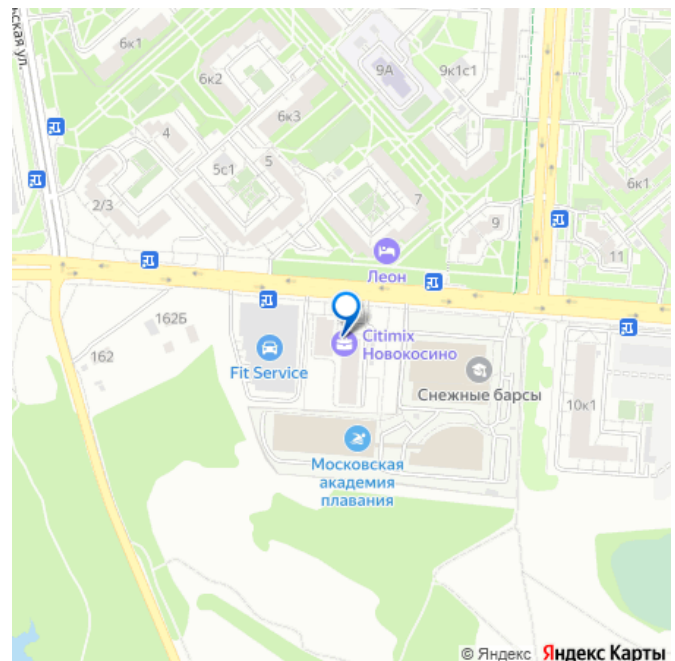 ская ул.
6к1
6к2
9А
9к1с1
6к3
4
5
5с1
6к1
2/3
7
9
11
Леон
162Б
162
Citimix
Новокосино
Fit Service
Снежные барсы
10к1
Московская
академия
плавания
© Яндекс Яндекс Карты